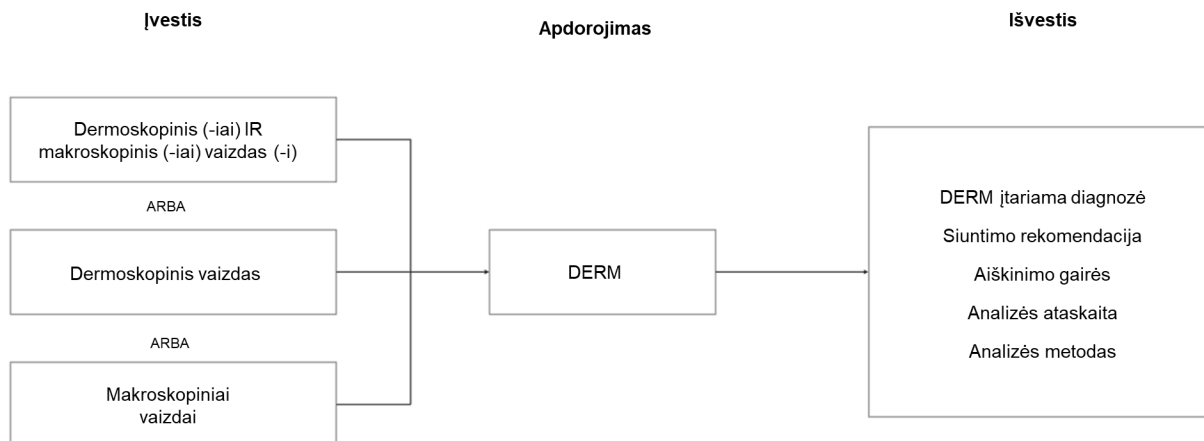 Įvestis
Apdorojimas
Išvestis
Dermoskopinis (-iai) IR
makroskopinis (-iai) vaizdas (-i)
ARBA
Dermoskopinis vaizdas
ARBA
Makroskopiniai
vaizdai
DERM
DERM įtariama diagnozė
Siuntimo rekomendacija
Aiškinimo gairės
Analizės ataskaita
Analizės metodas